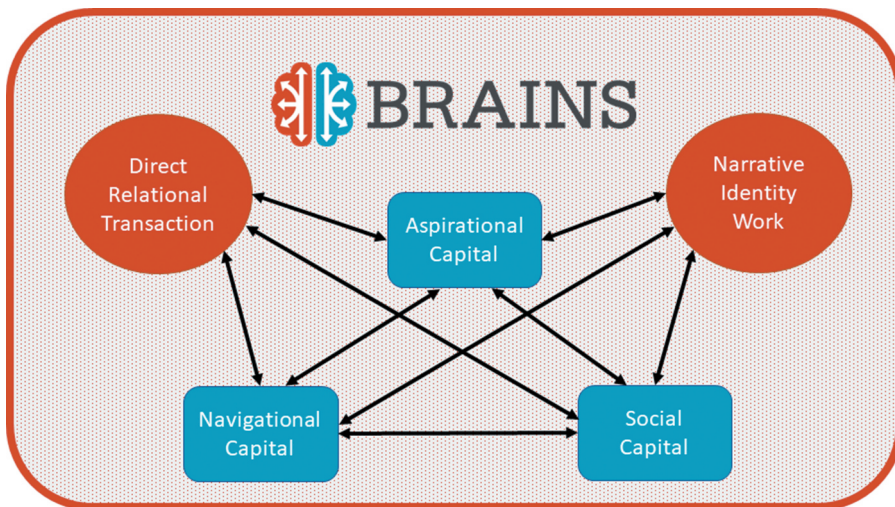 BRAINS
Direct
Relational
Transaction
Narrative
Identity
Work
Aspirational
Capital
Navigational
Capital
Social
Capital